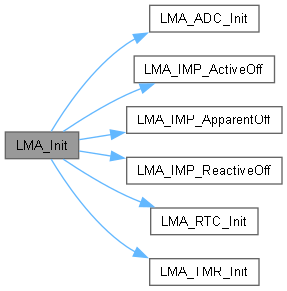 LMA_ADC_Init
LMA_IMP_ActiveOff
LMA_IMP_ApparentOff
LMA_Init
LMA_IMP_ReactiveOff
LMA_RTC_Init
LMA_TMR_Init